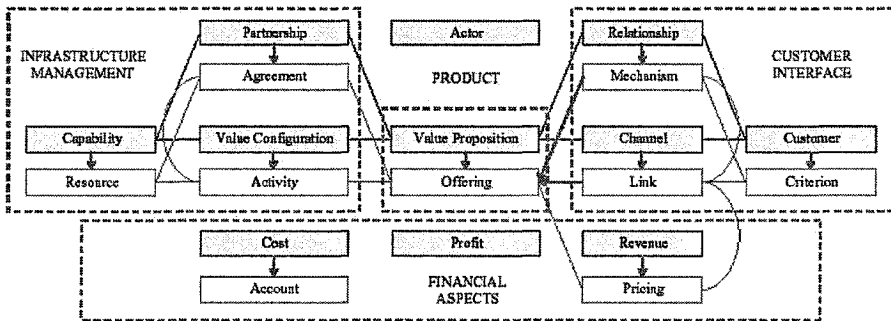 Partnership
Actor
Relationship
INFRASTRUCTURE
MANAGEMENT
CUSTOMER
INTERFACE
Agreement
PRODUCT
Mechanism
Capability
Value Configuration
Value Proposition
Channel
Customer
Resource
Activity
Offering
Link
Criterion
Cost
Profit
Revenue
Account
FINANCIAL
ASPECTS
Pricing